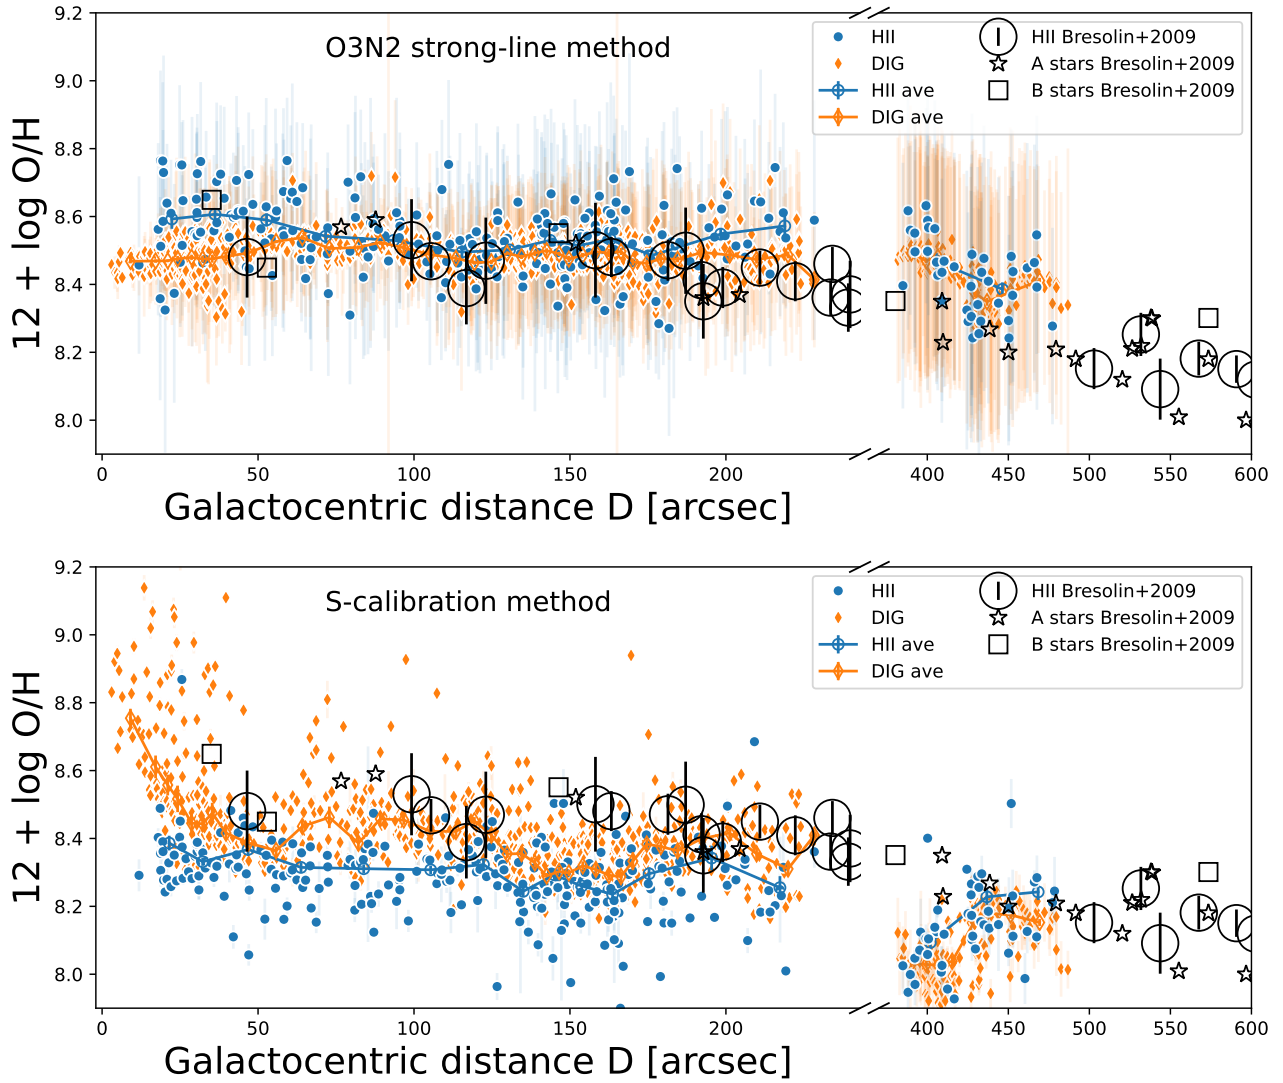 O3N2 strong-line method
HII
DIG
HII ave
DIG ave
HII Bresolin+2009
A stars Bresolin+2009
B stars Bresolin+2009
12 + log O/H
9.2
9.0
8.8
8.6
8.4
8.2
8.0
0 50 100 150 200 400 450 500 550 600
Galactocentric distance D [arcsec]
S-calibration method
HII
DIG
HII ave
DIG ave
HII Bresolin+2009
A stars Bresolin+2009
B stars Bresolin+2009
12 + log O/H
9.2
9.0
8.8
8.6
8.4
8.2
8.0
0 50 100 150 200 400 450 500 550 600
Galactocentric distance D [arcsec]